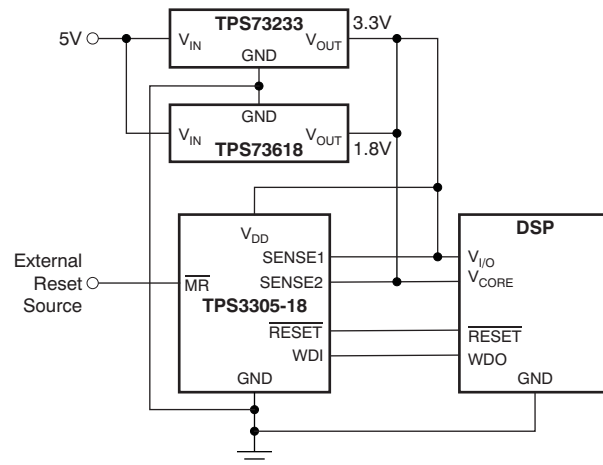 TPS73233
3.3V
5V
VIN
VOUT
GND
GND
VIN
VOUT
TPS73618
1.8V
DSP
VDD
SENSE1
VI/O
External
Reset
Source
MR
SENSE2
VCORE
TPS3305-18
RESET
RESET
WDI
WDO
GND
GND